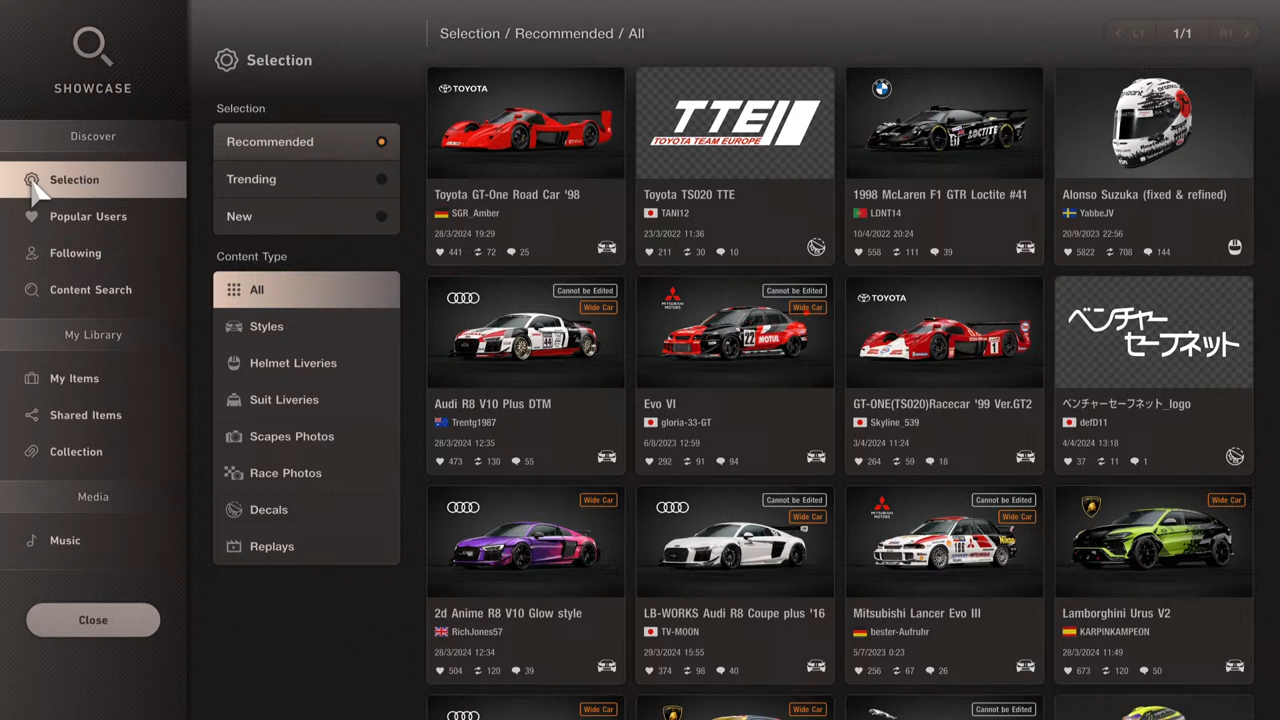 SHOWCASE
Discover
Selection
Popular Users
Following
Content Search
My Library
My Items
Shared Items
Collection
Media
Music
Close
Selection
Selection
Recommended
Trending
New
Content Type
All
Styles
Helmet Liveries
Suit Liveries
Scapes Photos
Race Photos
Decals
Replays
Selection / Recommended / All
L1
1/1
R1
TOYOTA
Toyota GT-One Road Car '98
SGR_Amber
28/3/2024 19:29
441 72 25
TTE
TOYOTA TEAM EUROPE
Toyota TS020 TTE
TANI12
23/3/2022 11:36
211 30 10
LOCTITE
1998 McLaren F1 GTR Loctite #41
LDNT14
10/4/2022 20:24
558 111 39
Alonso Suzuka (fixed & refined)
YabbeJV
20/9/2023 22:56
5822 708 144
Cannot be Edited
Wide Car
Audi R8 V10 Plus DTM
Trentg1987
28/3/2024 12:35
473 130 55
MITSUBISHI
MOTORS
Cannot be Edited
Wide Car
22
MOTUL
Evo VI
gloria-33-GT
6/8/2023 12:59
292 91 94
TOYOTA
1
GT-ONE(TS020)Racecar '99 Ver.GT2
Skyline_539
3/4/2024 11:24
264 59 18
ベンチャー
セーフネット
ベンチャーセーフネット_logo
defD11
4/4/2024 13:18
37 11 1
Wide Car
2d Anime R8 V10 Glow style
RichJones57
28/3/2024 12:34
504 120 39
Cannot be Edited
Wide Car
LB-WORKS Audi R8 Coupe plus '16
TV-MOON
29/3/2024 15:55
374 98 40
MITSUBISHI
MOTORS
Cannot be Edited
Wide Car
Mitsubishi Lancer Evo III
bester-Aufruhr
5/7/2023 0:23
256 67 26
Wide Car
Lamborghini Urus V2
KARPINKAMPEON
28/3/2024 11:49
673 120 50
Wide Car
Wide Car
Cannot be Edited